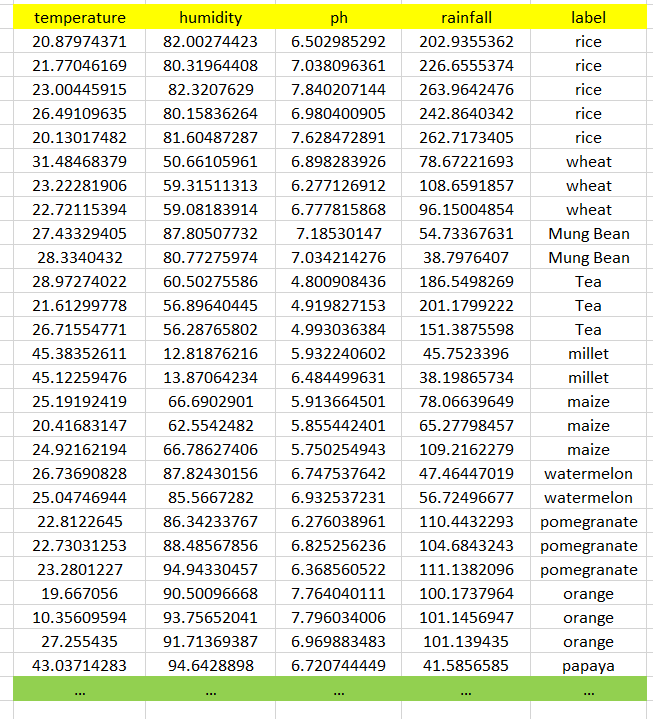 temperature humidity ph rainfall label
20.87974371 82.00274423 6.502985292 202.9355362 rice
21.77046169 80.31964408 7.038096361 226.6555374 rice
23.00445915 82.3207629 7.840207144 263.9642476 rice
26.49109635 80.15836264 6.980400905 242.8640342 rice
20.13017482 81.60487287 7.628472891 262.7173405 rice
31.48468379 50.66105961 6.898283926 78.67221693 wheat
23.22281906 59.31511313 6.277126912 108.6591857 wheat
22.72115394 59.08183914 6.777815868 96.15004854 wheat
27.43329405 87.80507732 7.18530147 54.73367631 Mung Bean
28.3340432 80.77275974 7.034214276 38.7976407 Mung Bean
28.97274022 60.50275586 4.800908436 186.5498269 Tea
21.61299778 56.89640445 4.919827153 201.1799222 Tea
26.71554771 56.28765802 4.993036384 151.3875598 Tea
45.38352611 12.81876216 5.932240602 45.7523396 millet
45.12259476 13.87064234 6.484499631 38.19865734 millet
25.19192419 66.6902901 5.913664501 78.06639649 maize
20.41683147 62.5542482 5.855442401 65.27798457 maize
24.92162194 66.78627406 5.750254943 109.2162279 maize
26.73690828 87.82430156 6.747537642 47.46447019 watermelon
25.04746944 85.5667282 6.932537231 56.72496677 watermelon
22.8122645 86.34233767 6.276038961 110.4432293 pomegranate
22.73031253 88.48567856 6.825256236 104.6843243 pomegranate
23.2801227 94.94330457 6.368560522 111.1382096 pomegranate
19.667056 90.50096668 7.764040111 100.1737964 orange
10.35609594 93.75652041 7.796034006 101.1456947 orange
27.255435 91.71369387 6.969883483 101.139435 orange
43.03714283 94.6428898 6.720744449 41.5856585 papaya
... ... ... ... ...